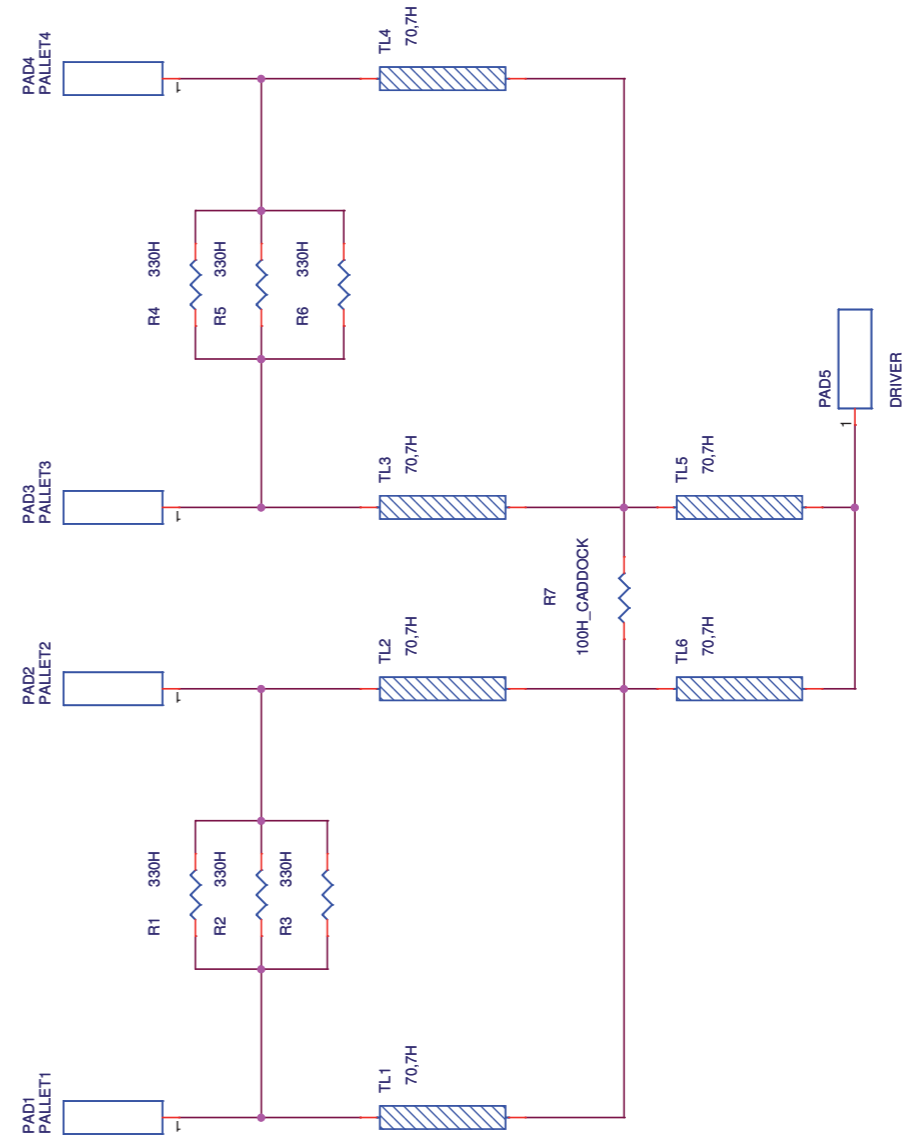 PAD4
PALLET4
1
TL4
70,7H
R4
330H
R5
330H
R6
330H
PAD3
PALLET3
1
TL3
70,7H
TL5
70,7H
PAD5
1
DRIVER
R7
100H_CADDOCK
PAD2
PALLET2
1
TL2
70,7H
TL6
70,7H
R1
330H
R2
330H
R3
330H
PAD1
PALLET1
1
TL1
70,7H